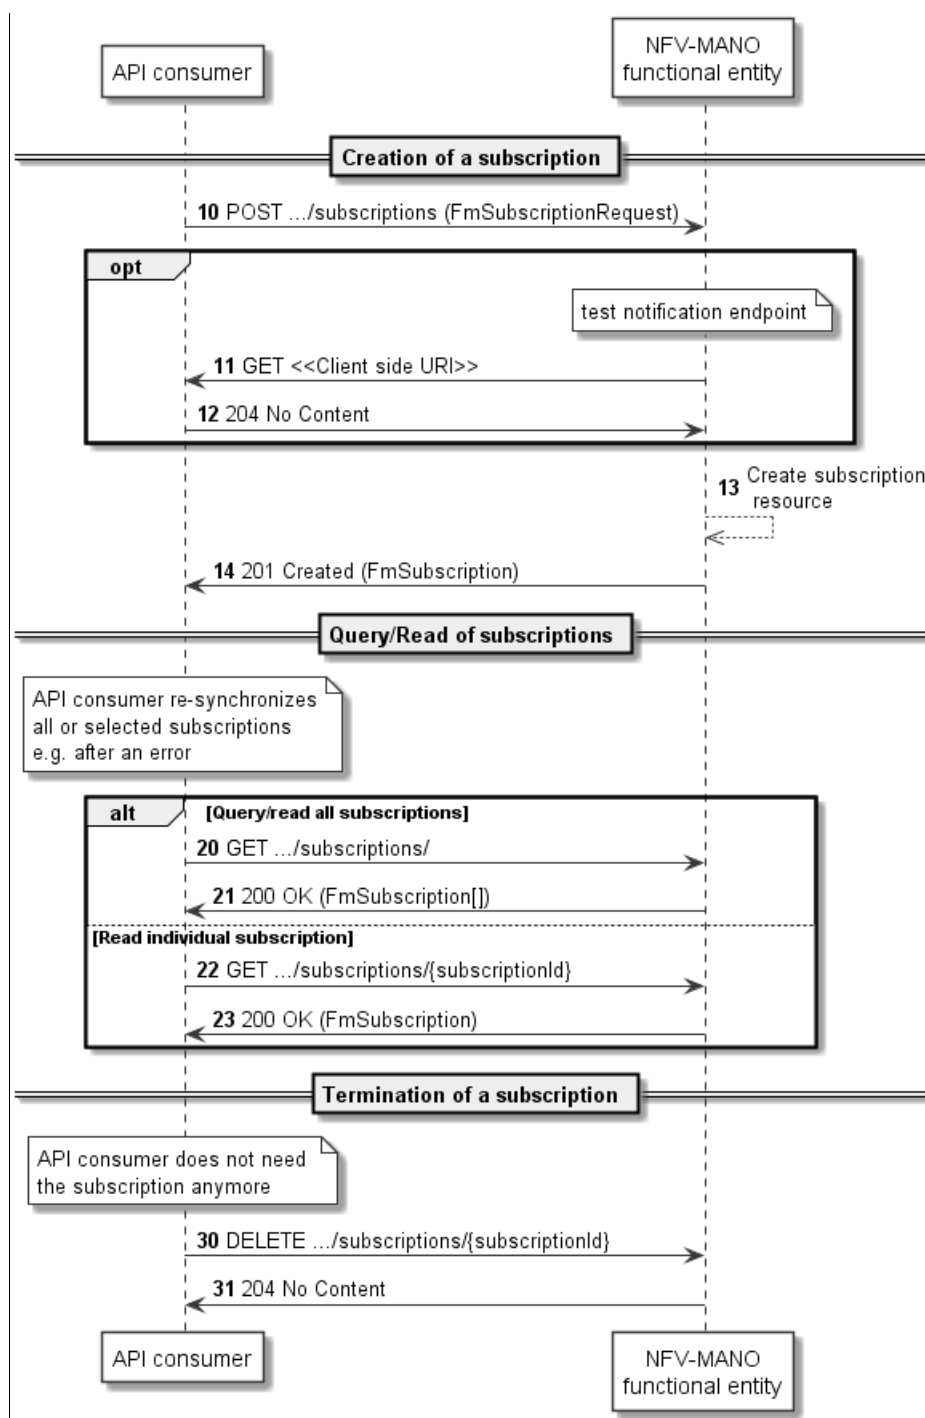 API consumer
NFV-MANO
functional entity
Creation of a subscription
10 POST .../subscriptions (FmSubscriptionRequest)
opt
test notification endpoint
11 GET <<Client side URI>>
12 204 No Content
13 Create subscription
resource
14 201 Created (FmSubscription)
Query/Read of subscriptions
API consumer re-synchronizes
all or selected subscriptions
e.g. after an error
alt [Query/read all subscriptions]
20 GET .../subscriptions/
21 200 OK (FmSubscription[])
[Read individual subscription]
22 GET .../subscriptions/{subscriptionId}
23 200 OK (FmSubscription)
Termination of a subscription
API consumer does not need
the subscription anymore
30 DELETE .../subscriptions/{subscriptionId}
31 204 No Content
API consumer
NFV-MANO
functional entity